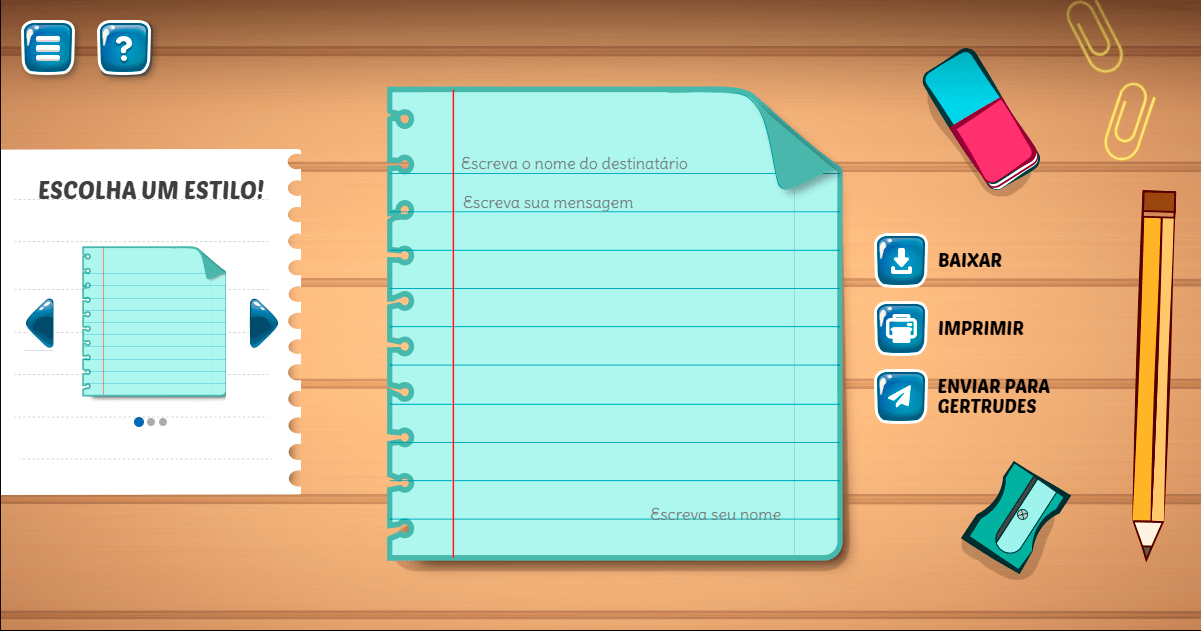 ?
ESCOLHA UM ESTILO!
Escreva o nome do destinatário
Escreva sua mensagem
Escreva seu nome
BAIXAR
IMPRIMIR
ENVIAR PARA
GERTRUDES